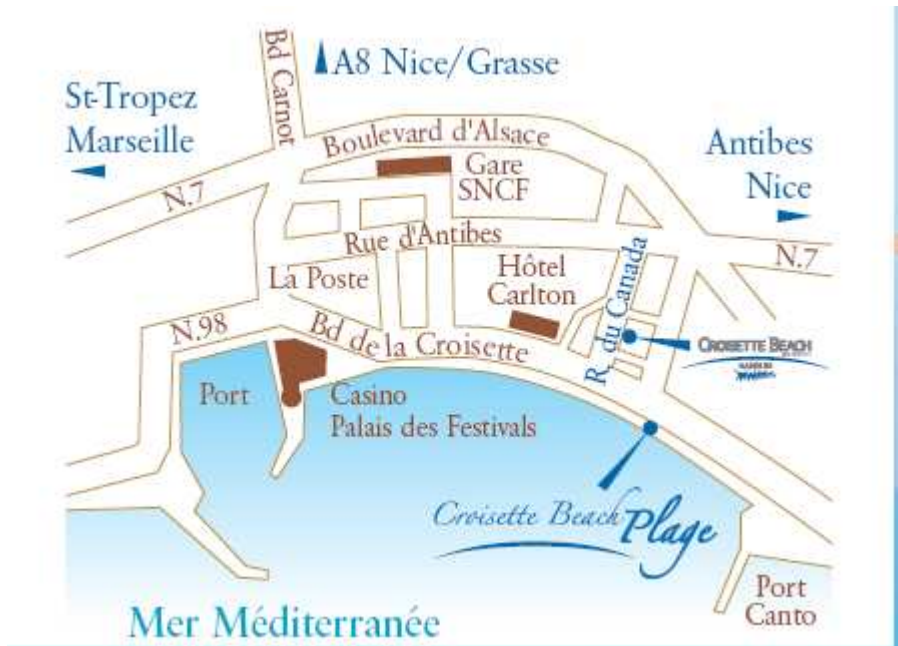 Bd Carnot
A8 Nice/Grasse
St-Tropez
Marseille
Boulevard d'Alsace
Antibes
Nice
Gare
SNCF
N.7
Rue d'Antibes
N.7
La Poste
Hôtel
Carlton
R. du Canada
N.98
Bd de la Croisette
CROISETTE BEACH
Port
Casino
Palais des Festivals
Croisette Beach Plage
Port
Canto
Mer Méditerranée